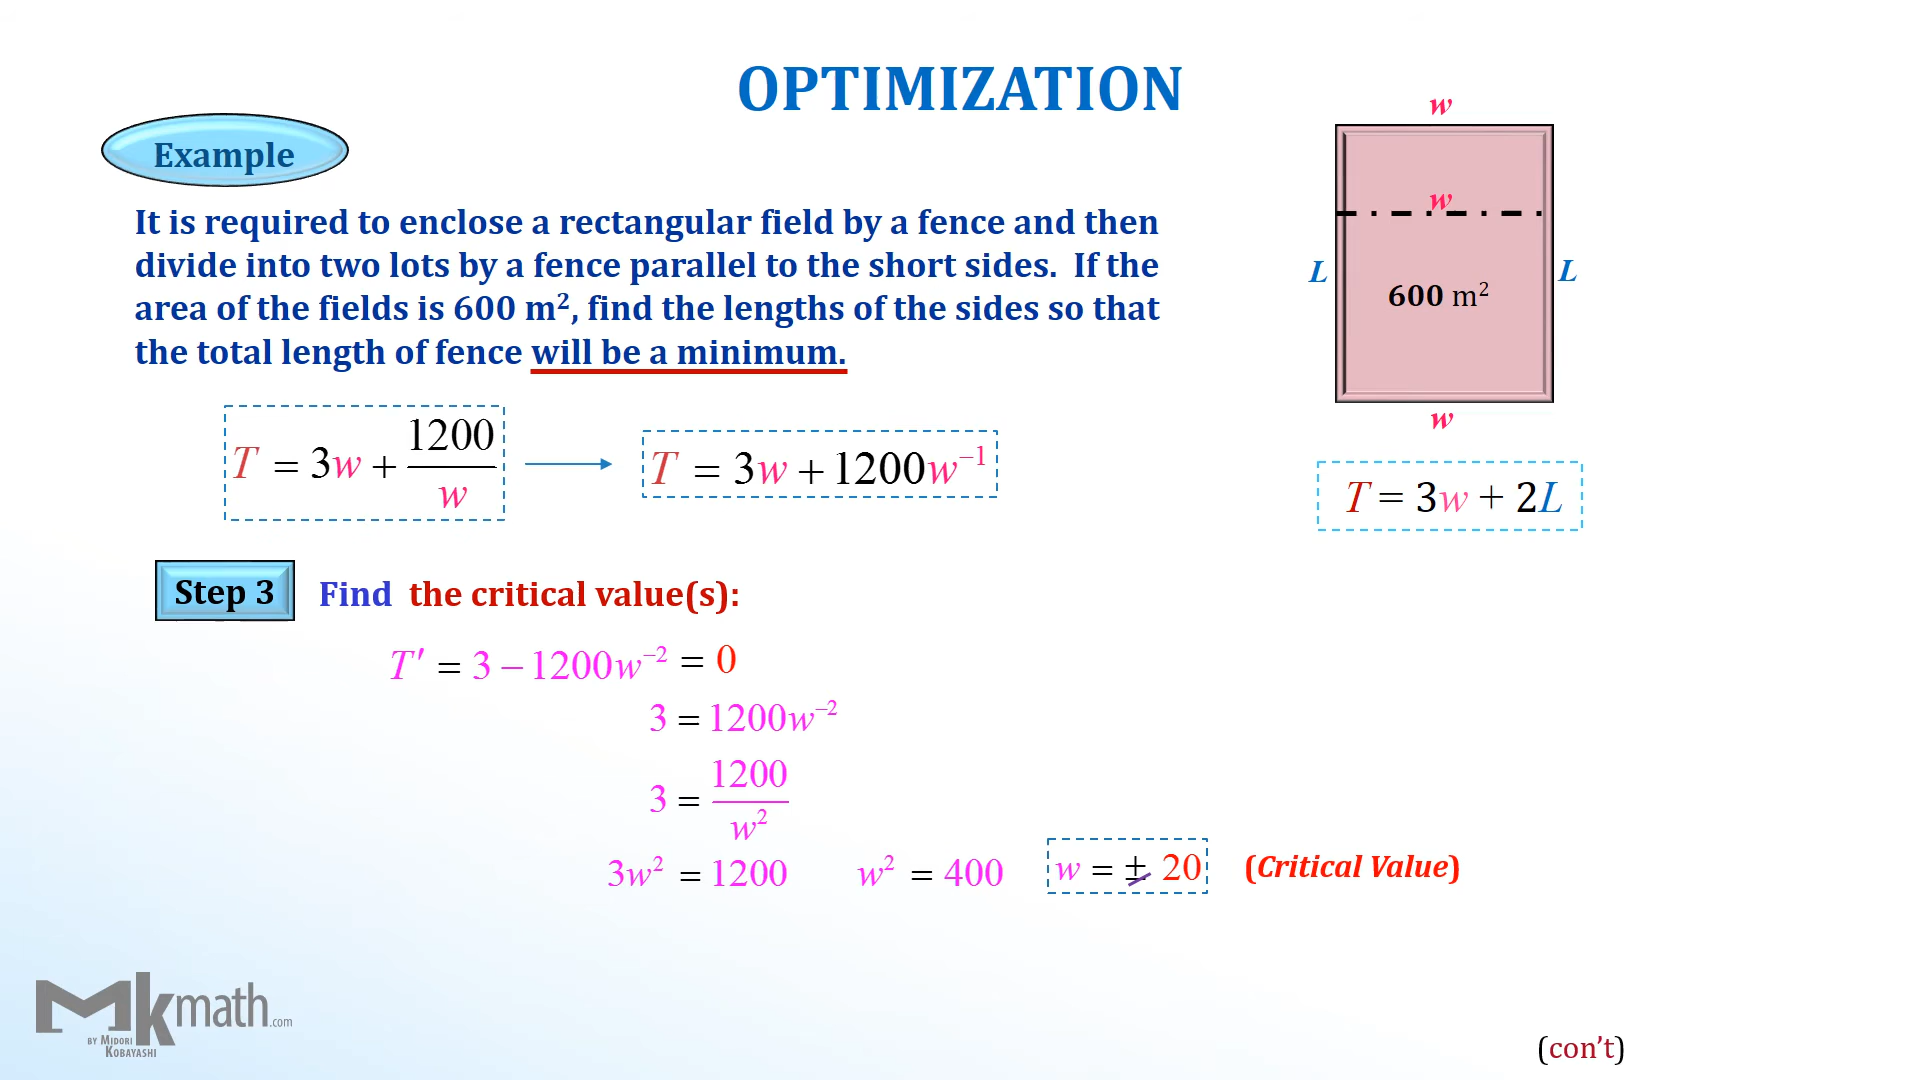 OPTIMIZATION
Example
It is required to enclose a rectangular field by a fence and then
divide into two lots by a fence parallel to the short sides. If the
area of the fields is 600 m², find the lengths of the sides so that
the total length of fence will be a minimum.
w
w
L
L
600 m²
w
T = 3w + 1200/w
T = 3w + 1200w⁻¹
T = 3w + 2L
Step 3
Find the critical value(s):
T′ = 3 − 1200w⁻² = 0
3 = 1200w⁻²
3 = 1200/w²
3w² = 1200
w² = 400
w = ± 20
(Critical Value)
Mkmath.com
BY MIDORI
KOBAYASHI
(con’t)